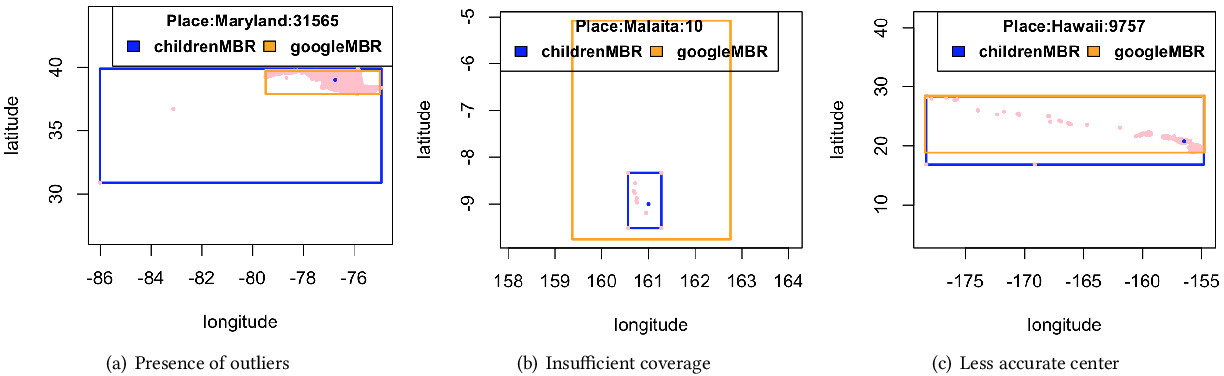 Place:Maryland:31565
childrenMBR googleMBR
latitude
40
35
30
-86 -84 -82 -80 -78 -76
longitude
(a) Presence of outliers
Place:Malaita:10
childrenMBR googleMBR
latitude
-5
-6
-7
-8
-9
158 159 160 161 162 163 164
longitude
(b) Insufficient coverage
Place:Hawaii:9757
childrenMBR googleMBR
latitude
40
30
20
10
-175 -170 -165 -160 -155
longitude
(c) Less accurate center